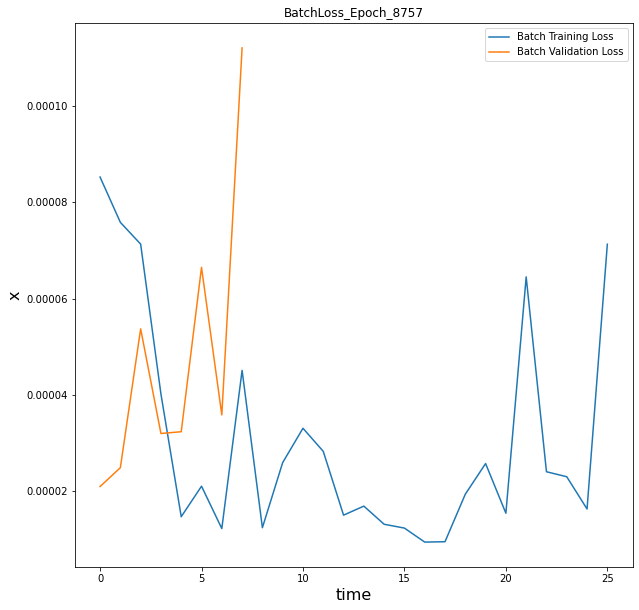 BatchLoss_Epoch_8757
Batch Training Loss
Batch Validation Loss
0.00010
0.00008
0.00006
0.00004
0.00002
x
0 5 10 15 20 25
time